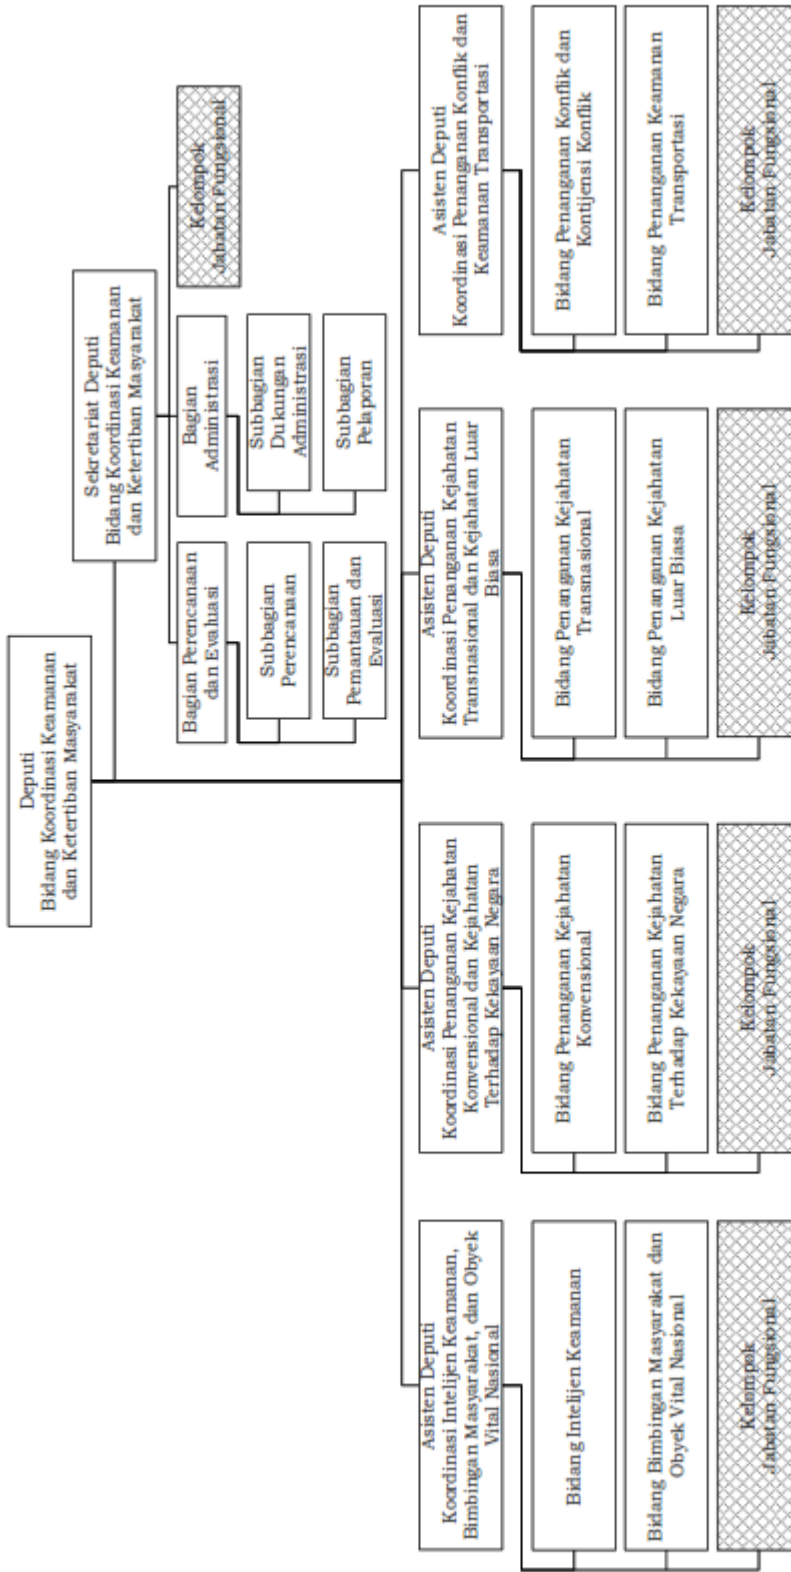 Deputi
Bidang Koordinasi Keamanan
dan Ketertiban Masyarakat
Sekretariat Deputi
Bidang Koordinasi Keamanan
dan Ketertiban Masyarakat
Bagian Perencanaan
dan Evaluasi
Subbagian
Perencanaan
Subbagian
Pemantauan dan
Evaluasi
Bagian
Administrasi
Subbagian
Dukungan
Administrasi
Subbagian
Pelaporan
Kelompok
Jabatan Fungsional
Asisten Deputi
Koordinasi Intelijen Keamanan,
Bimbingan Masyarakat, dan Obyek
Vital Nasional
Bidang Intelijen Keamanan
Bidang Bimbingan Masyarakat dan
Obyek Vital Nasional
Kelompok
Jabatan Fungsional
Asisten Deputi
Koordinasi Penanganan Kejahatan
Konvensional dan Kejahatan
Terhadap Kekayaan Negara
Bidang Penanganan Kejahatan
Konvensional
Bidang Penanganan Kejahatan
Terhadap Kekayaan Negara
Kelompok
Jabatan Fungsional
Asisten Deputi
Koordinasi Penanganan Kejahatan
Transnasional dan Kejahatan Luar
Biasa
Bidang Penanganan Kejahatan
Transnasional
Bidang Penanganan Kejahatan
Luar Biasa
Kelompok
Jabatan Fungsional
Asisten Deputi
Koordinasi Penanganan Konflik dan
Keamanan Transportasi
Bidang Penanganan Konflik dan
Kontijensi Konflik
Bidang Penanganan Keamanan
Transportasi
Kelompok
Jabatan Fungsional